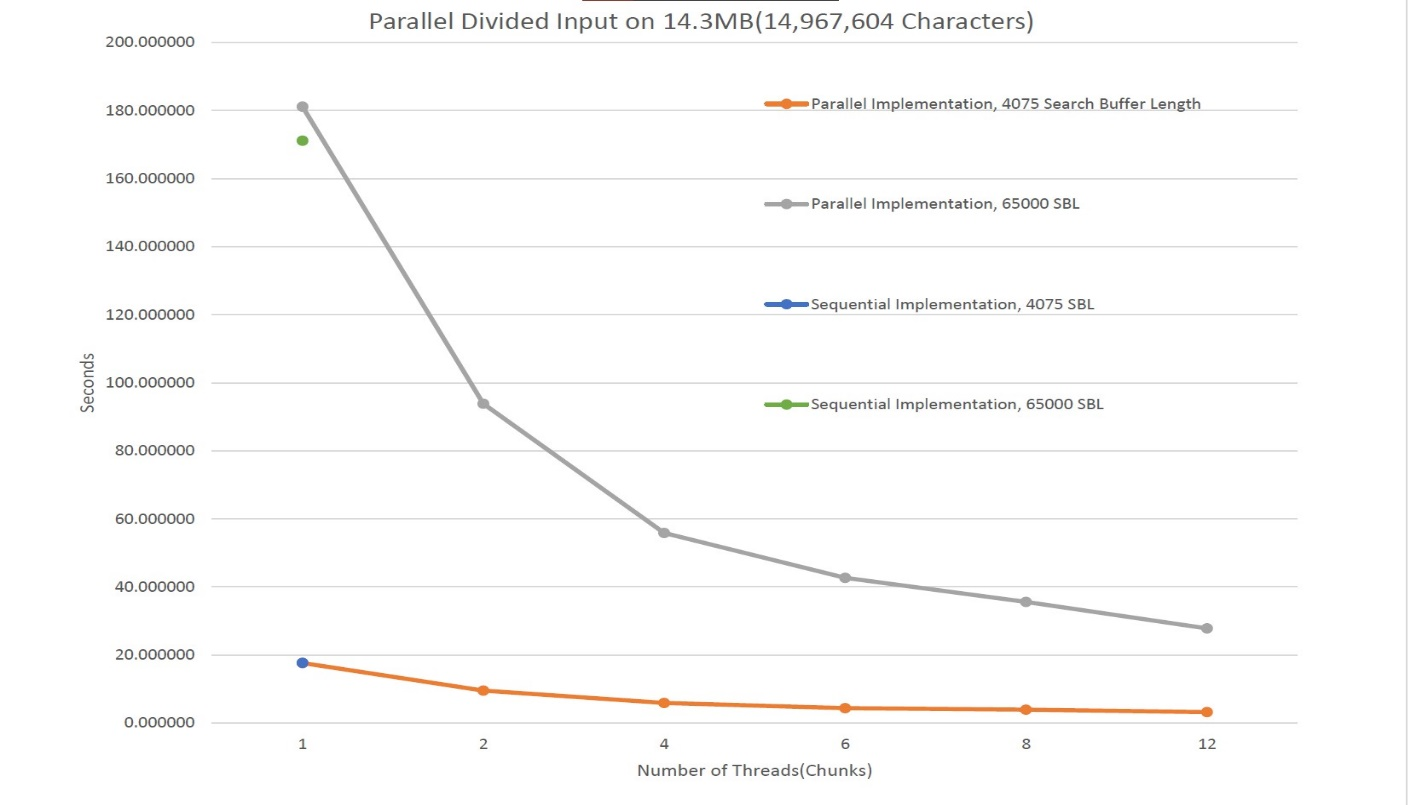 Parallel Divided Input on 14.3MB(14,967,604 Characters)
200.000000
180.000000
160.000000
140.000000
120.000000
100.000000
80.000000
60.000000
40.000000
20.000000
0.000000
Seconds
Parallel Implementation, 4075 Search Buffer Length
Parallel Implementation, 65000 SBL
Sequential Implementation, 4075 SBL
Sequential Implementation, 65000 SBL
1 2 4 6 8 12
Number of Threads(Chunks)